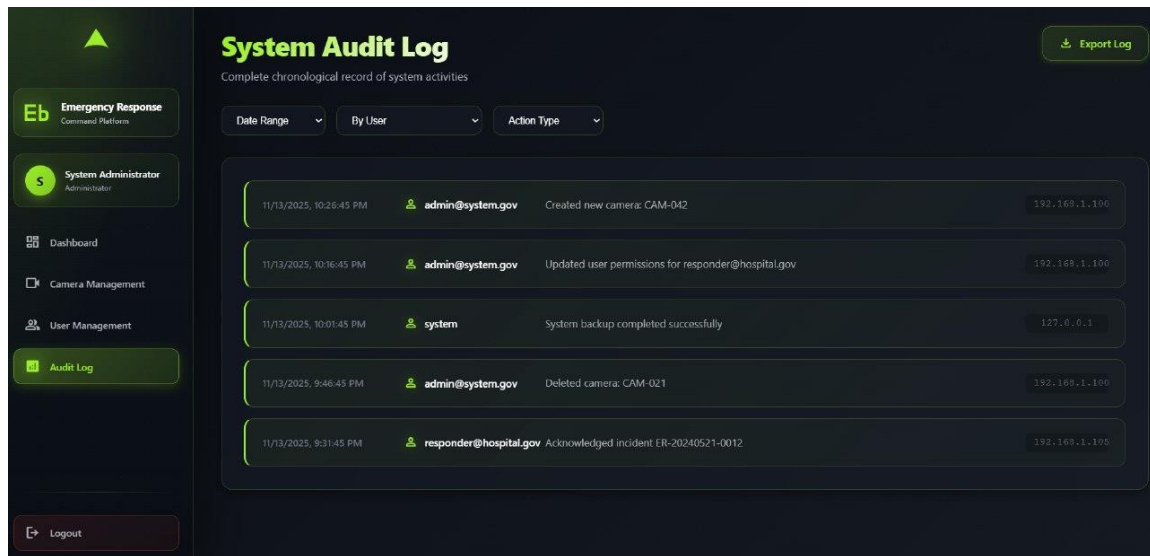 System Audit Log
Complete chronological record of system activities
Export Log
Eb
Emergency Response
Command Platform
S
System Administrator
Administrator
Dashboard
Camera Management
User Management
Audit Log
Logout
Date Range By User Action Type
11/13/2025, 10:26:45 PM admin@system.gov Created new camera: CAM-042 192.168.1.100
11/13/2025, 10:16:45 PM admin@system.gov Updated user permissions for responder@hospital.gov 192.168.1.100
11/13/2025, 10:01:45 PM system System backup completed successfully 127.0.0.1
11/13/2025, 9:46:45 PM admin@system.gov Deleted camera: CAM-021 192.168.1.100
11/13/2025, 9:31:45 PM responder@hospital.gov Acknowledged incident ER-20240521-0012 192.168.1.105